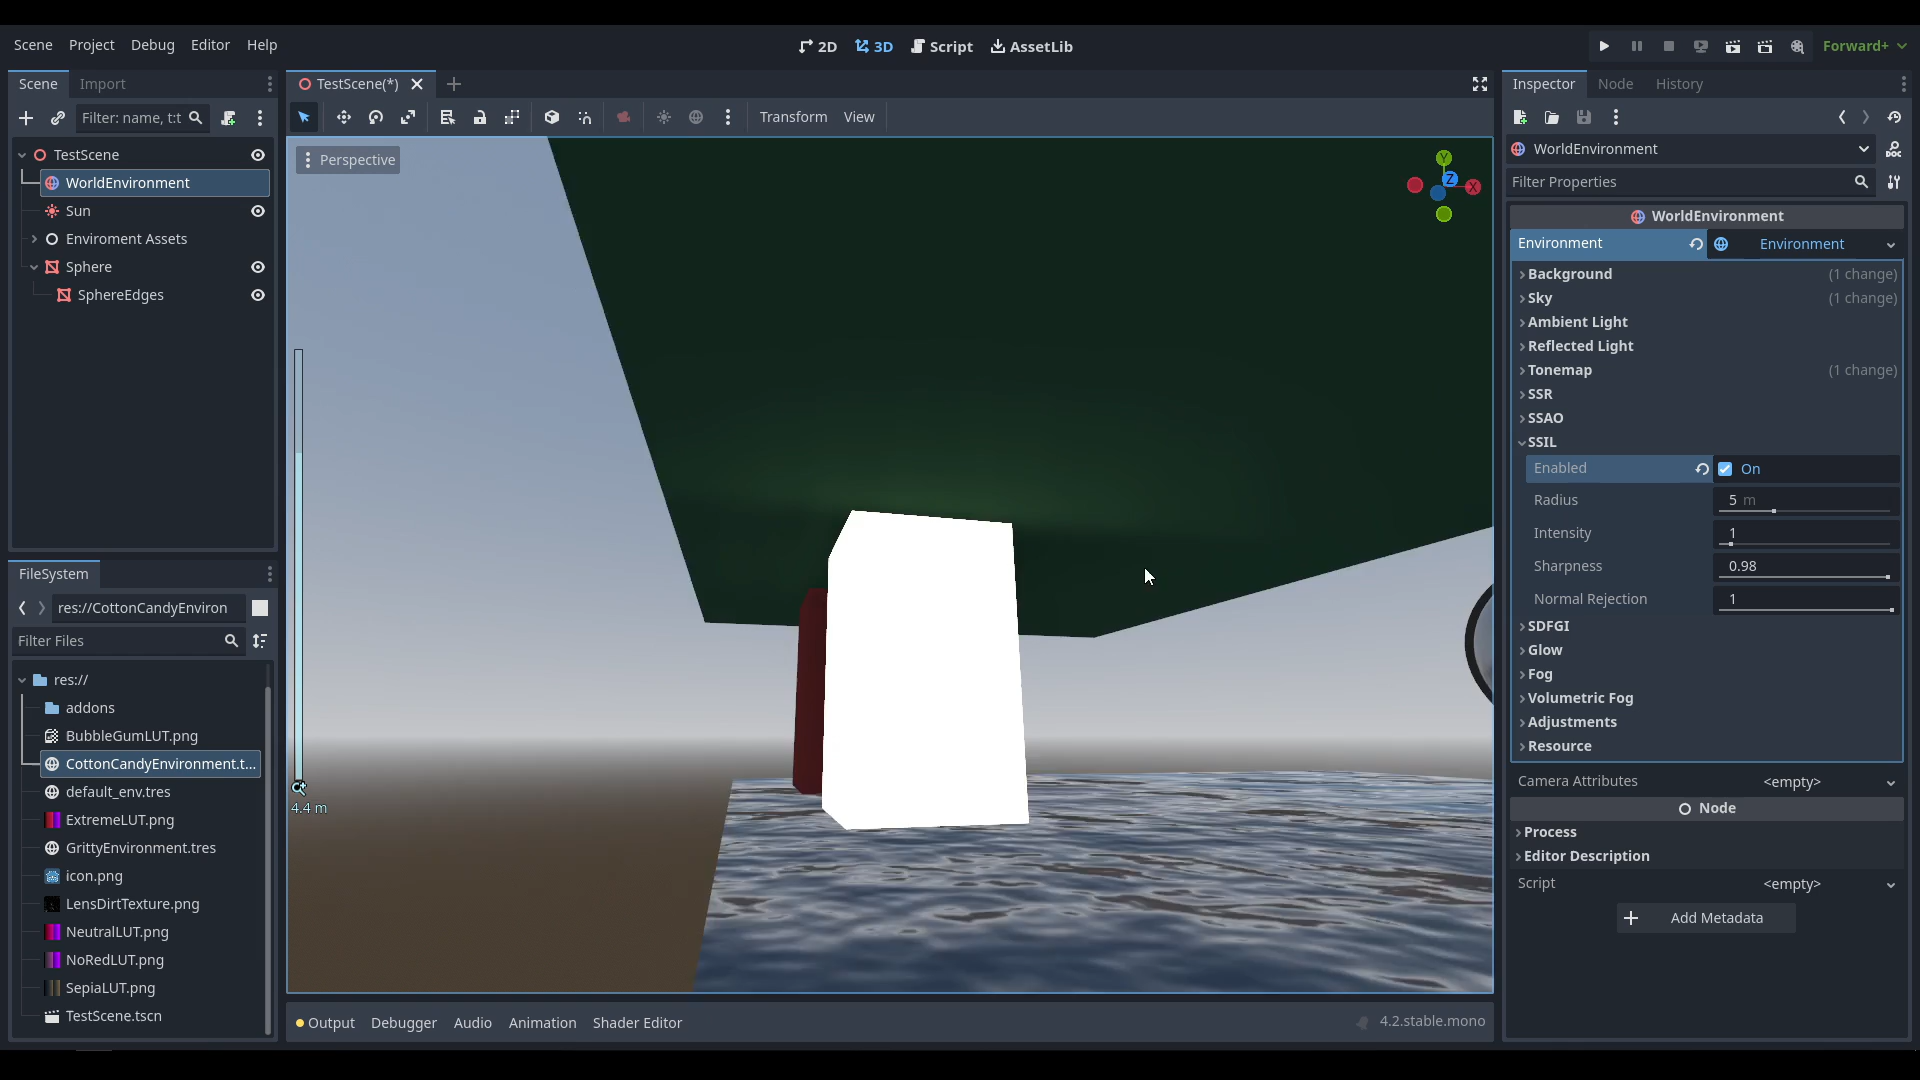 Scene Project Debug Editor Help
2D 3D Script AssetLib
Forward+
Scene Import
Filter: name, t:t
TestScene
WorldEnvironment
Sun
Enviroment Assets
Sphere
SphereEdges
FileSystem
res://CottonCandyEnviron
Filter Files
res://
addons
BubbleGumLUT.png
CottonCandyEnvironment.t...
default_env.tres
ExtremeLUT.png
GrittyEnvironment.tres
icon.png
LensDirtTexture.png
NeutralLUT.png
NoRedLUT.png
SepiaLUT.png
TestScene.tscn
TestScene(*)
Transform View
Perspective
Y
Z
X
4.4 m
Output Debugger Audio Animation Shader Editor
4.2.stable.mono
Inspector Node History
WorldEnvironment
DOC
Filter Properties
WorldEnvironment
Environment Environment
Background (1 change)
Sky (1 change)
Ambient Light
Reflected Light
Tonemap (1 change)
SSR
SSAO
SSIL
Enabled On
Radius 5 m
Intensity 1
Sharpness 0.98
Normal Rejection 1
SDFGI
Glow
Fog
Volumetric Fog
Adjustments
Resource
Camera Attributes <empty>
Node
Process
Editor Description
Script <empty>
Add Metadata